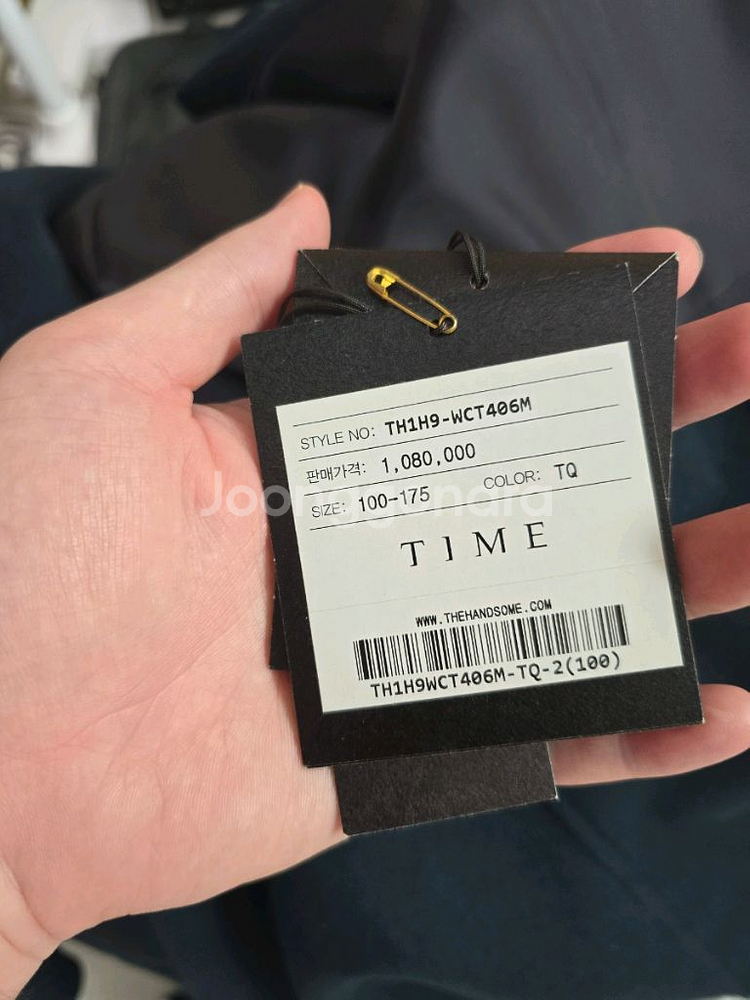 STYLE NO: TH1H9-WCT406M
판매가격: 1,080,000
SIZE: 100-175 COLOR: TQ
Joonggonara
TIME
WWW.THEHANDSOME.COM
TH1H9WCT406M-TQ-2(100)